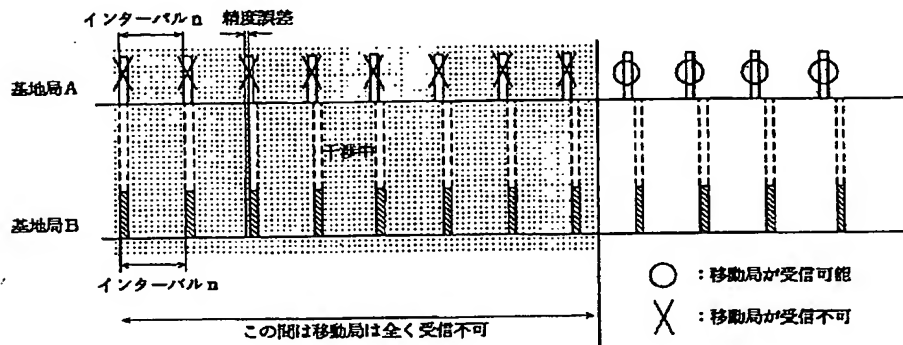 インターバルn
精度誤差
基地局A
干渉中
基地局B
インターバルn
○ : 移動局が受信可能
この間は移動局は全く受信不可
╳ : 移動局が受信不可